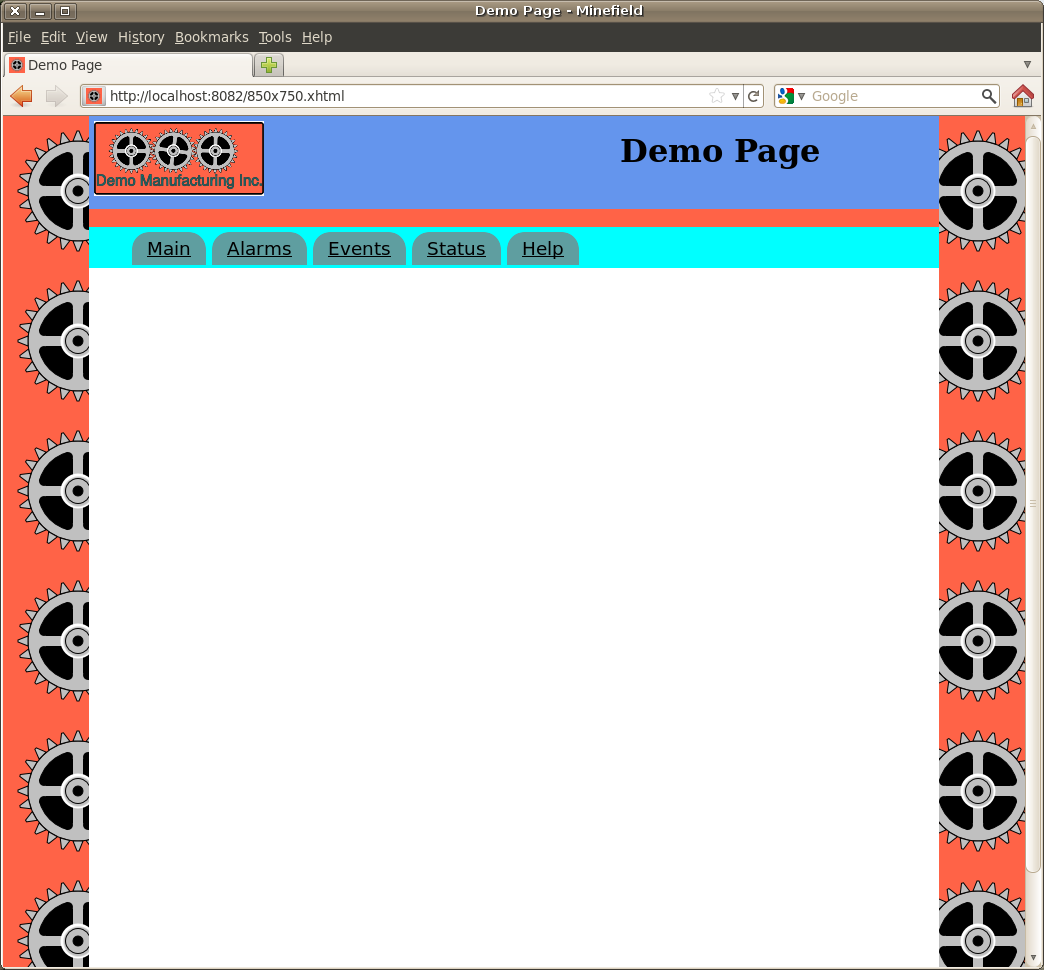 Demo Page - Minefield
File Edit View History Bookmarks Tools Help
Demo Page
http://localhost:8082/850x750.xhtml Google
Demo Page
Demo Manufacturing Inc.
Main Alarms Events Status Help